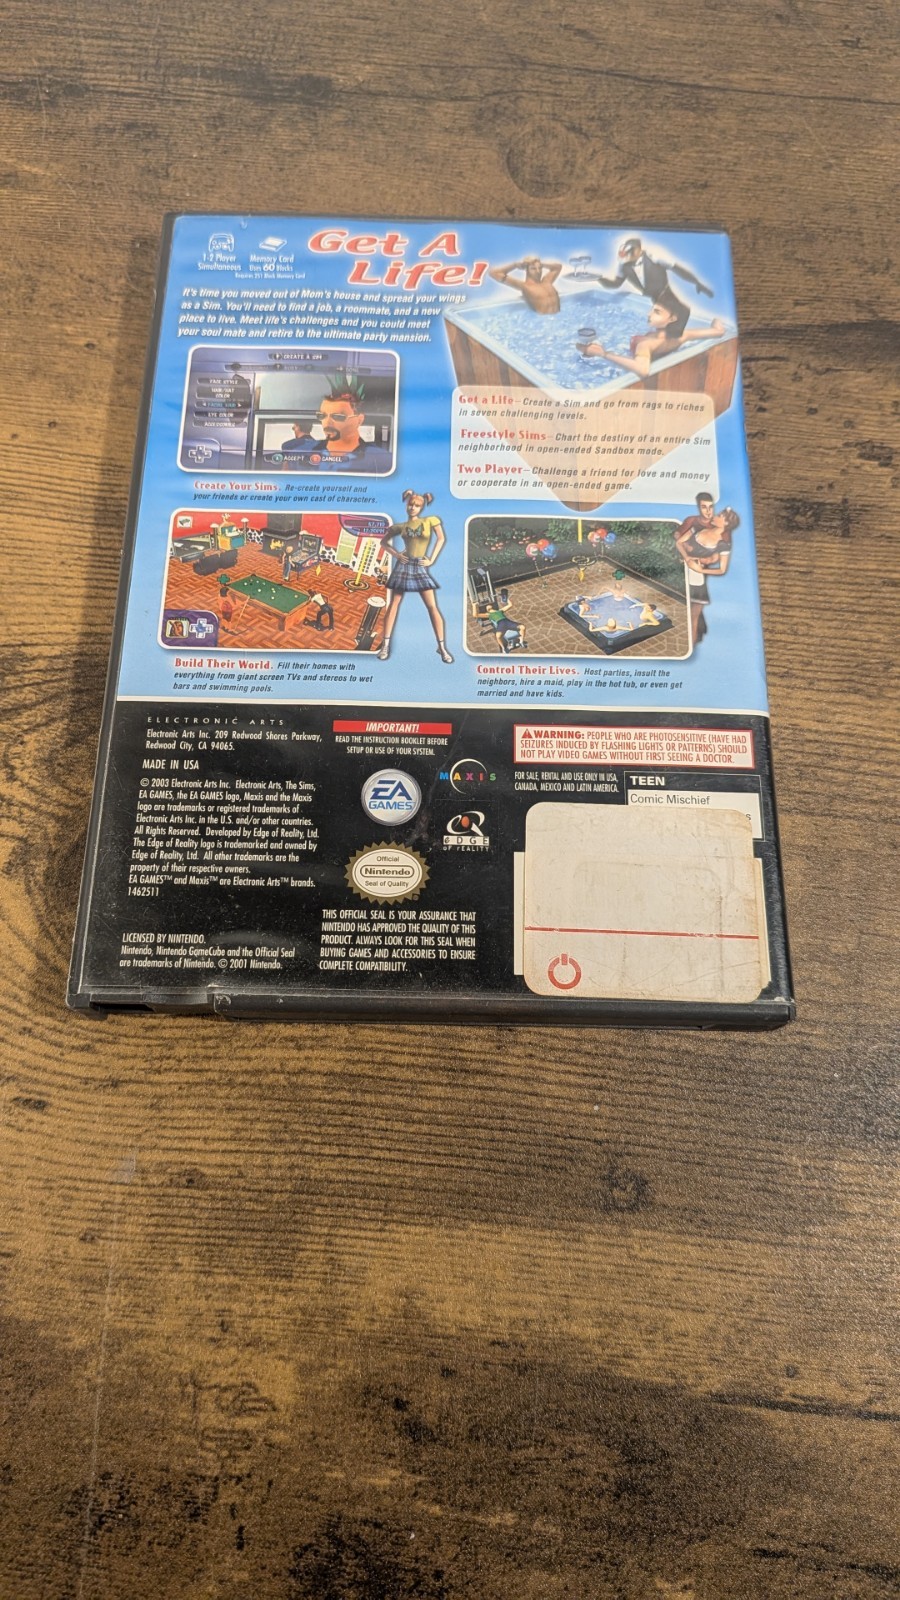 Get A
Life!
1-2 Player
Simultaneous
Memory Card
Uses 60 Blocks
Requires 251 Block Memory Card
It's time you moved out of Mom's house and spread your wings
as a Sim. You'll need to find a job, a roommate, and a new
place to live. Meet life's challenges and you could meet
your soul mate and retire to the ultimate party mansion.
CREATE A SIM
EYE COLOR
ACCESSORIES
ACCEPT
CANCEL
Create Your Sims. Re-create yourself and
your friends or create your own cast of characters.
Get a Life—Create a Sim and go from rags to riches
in seven challenging levels.
Freestyle Sims—Chart the destiny of an entire Sim
neighborhood in open-ended Sandbox mode.
Two Player—Challenge a friend for love and money
or cooperate in an open-ended game.
Build Their World. Fill their homes with
everything from giant screen TVs and stereos to wet
bars and swimming pools.
Control Their Lives. Host parties, insult the
neighbors, hire a maid, play in the hot tub, or even get
married and have kids.
ELECTRONIC ARTS
Electronic Arts Inc. 209 Redwood Shores Parkway,
Redwood City, CA 94065.
MADE IN USA
© 2003 Electronic Arts Inc. Electronic Arts, The Sims,
EA GAMES, the EA GAMES logo, Maxis and the Maxis
logo are trademarks or registered trademarks of
Electronic Arts Inc. in the U.S. and/or other countries.
All Rights Reserved. Developed by Edge of Reality, Ltd.
The Edge of Reality logo is trademarked and owned by
Edge of Reality, Ltd. All other trademarks are the
property of their respective owners.
EA GAMES™ and Maxis™ are Electronic Arts™ brands.
1462511
LICENSED BY NINTENDO.
Nintendo, Nintendo GameCube and the Official Seal
are trademarks of Nintendo. © 2001 Nintendo.
IMPORTANT!
READ THE INSTRUCTION BOOKLET BEFORE
SETUP OR USE OF YOUR SYSTEM.
EA
GAMES
MAXIS
EDGE
OF REALITY
Official
Nintendo
Seal of Quality
THIS OFFICIAL SEAL IS YOUR ASSURANCE THAT
NINTENDO HAS APPROVED THE QUALITY OF THIS
PRODUCT. ALWAYS LOOK FOR THIS SEAL WHEN
BUYING GAMES AND ACCESSORIES TO ENSURE
COMPLETE COMPATIBILITY.
WARNING: PEOPLE WHO ARE PHOTOSENSITIVE (HAVE HAD
SEIZURES INDUCED BY FLASHING LIGHTS OR PATTERNS) SHOULD
NOT PLAY VIDEO GAMES WITHOUT FIRST SEEING A DOCTOR.
FOR SALE, RENTAL AND USE ONLY IN USA,
CANADA, MEXICO AND LATIN AMERICA.
TEEN
Comic Mischief